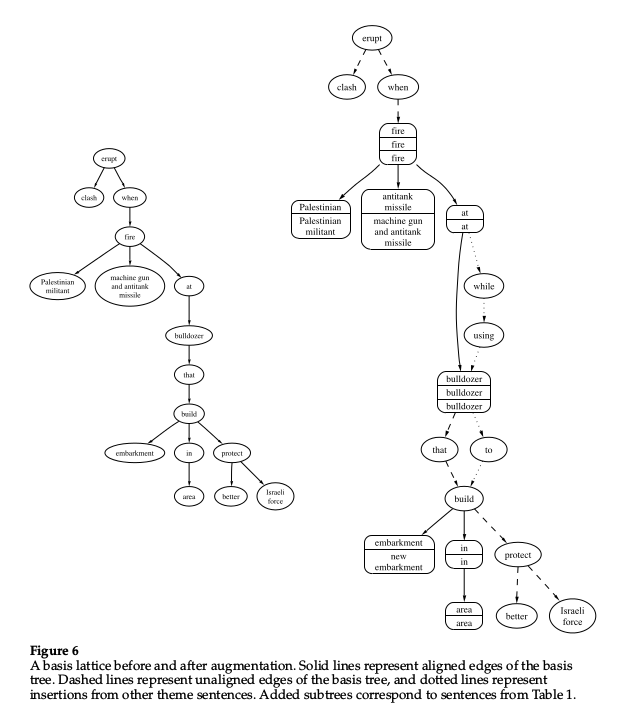 erupt
clash
when
fire
Palestinian
militant
machine gun
and antitank
missile
at
bulldozer
that
build
embarkment
in
protect
area
better
Israeli
force
erupt
clash
when
fire
fire
fire
Palestinian
Palestinian
militant
antitank
missile
machine gun
and antitank
missile
at
at
while
using
bulldozer
bulldozer
bulldozer
that
to
build
embarkment
new
embarkment
in
in
protect
area
area
better
Israeli
force
Figure 6
A basis lattice before and after augmentation. Solid lines represent aligned edges of the basis
tree. Dashed lines represent unaligned edges of the basis tree, and dotted lines represent
insertions from other theme sentences. Added subtrees correspond to sentences from Table 1.